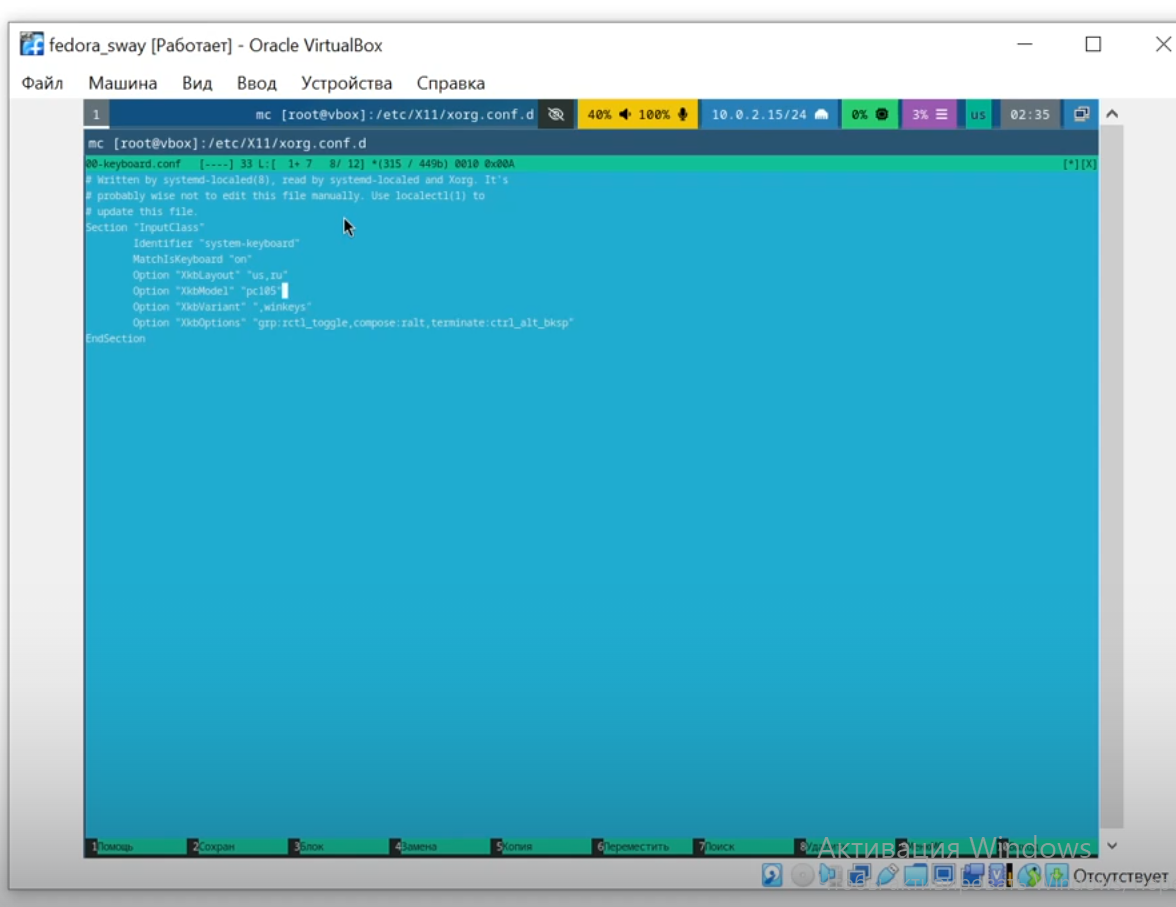 fedora_sway [Работает] - Oracle VirtualBox
Файл Машина Вид Ввод Устройства Справка
1 mc [root@vbox]:/etc/X11/xorg.conf.d 40% 100% 10.0.2.15/24 0% 3% us 02:35
mc [root@vbox]:/etc/X11/xorg.conf.d
00-keyboard.conf [----] 33 L:[ 1+ 7 8/ 12] *(315 / 449b) 0010 0x00A [*][X]
# Written by systemd-localed(8), read by systemd-localed and Xorg. It's
# probably wise not to edit this file manually. Use localectl(1) to
# update this file.
Section "InputClass"
Identifier "system-keyboard"
MatchIsKeyboard "on"
Option "XkbLayout" "us,ru"
Option "XkbModel" "pc105"
Option "XkbVariant" ",winkeys"
Option "XkbOptions" "grp:rctl_toggle,compose:ralt,terminate:ctrl_alt_bksp"
EndSection
1Помощь 2Сохран 3Блок 4Замена 5Копия 6Переместить 7Поиск 8
Активация Windows
Отсутствует